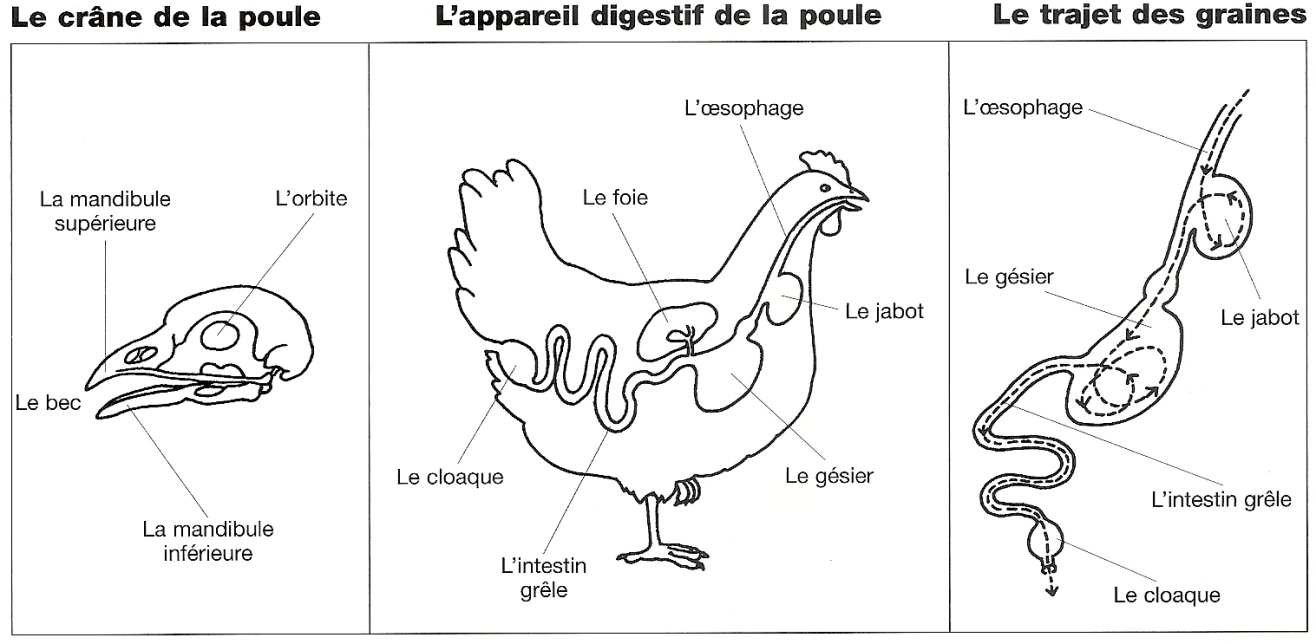 Le crâne de la poule
La mandibule
supérieure
L'orbite
Le bec
La mandibule
inférieure
L'appareil digestif de la poule
L'œsophage
Le foie
Le jabot
Le cloaque
Le gésier
L'intestin
grêle
Le trajet des graines
L'œsophage
Le gésier
Le jabot
L'intestin grêle
Le cloaque